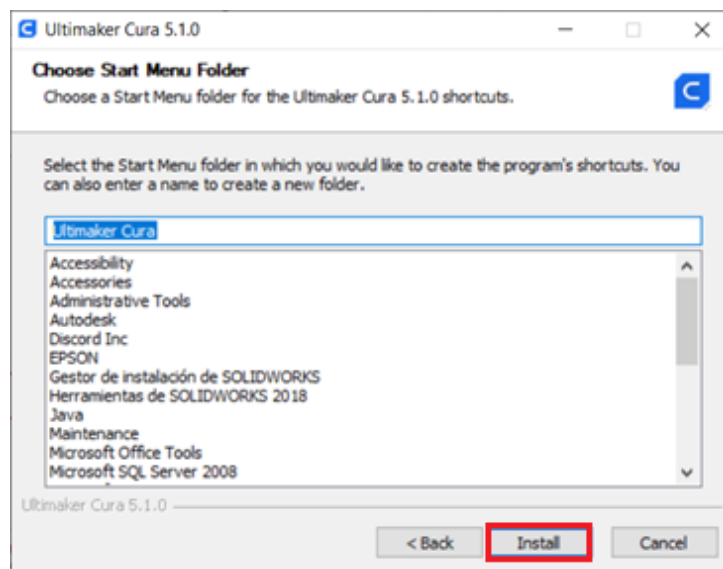 Ultimaker Cura 5.1.0
Choose Start Menu Folder
Choose a Start Menu folder for the Ultimaker Cura 5.1.0 shortcuts.
Select the Start Menu folder in which you would like to create the program's shortcuts. You
can also enter a name to create a new folder.
Ultimaker Cura
Accessibility
Accessories
Administrative Tools
Autodesk
Discord Inc
EPSON
Gestor de instalación de SOLIDWORKS
Herramientas de SOLIDWORKS 2018
Java
Maintenance
Microsoft Office Tools
Microsoft SQL Server 2008
Ultimaker Cura 5.1.0
< Back Install Cancel